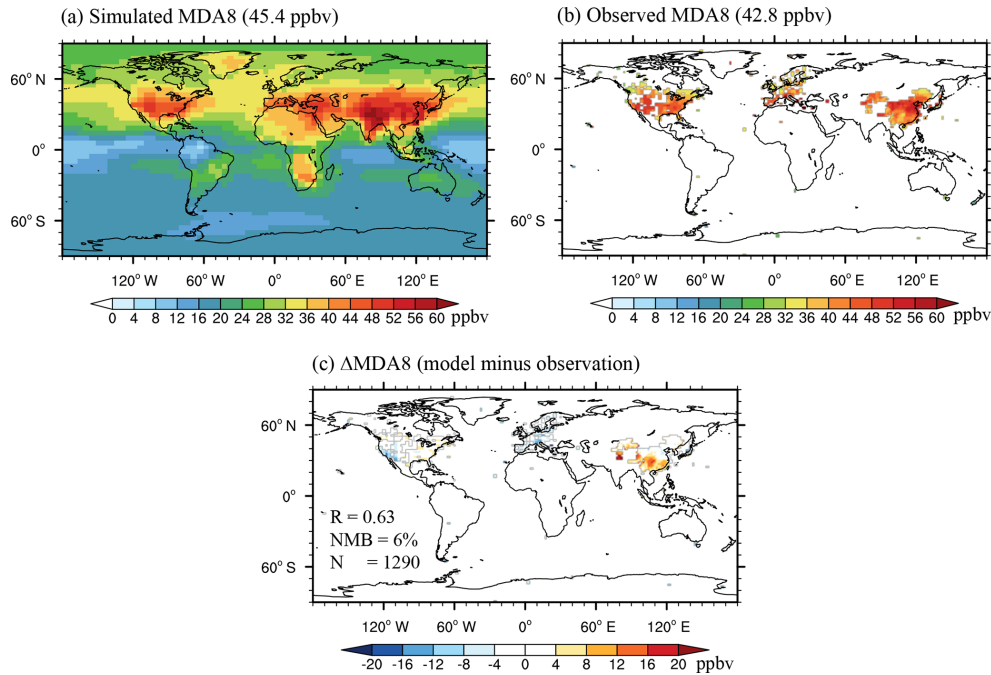 (a) Simulated MDA8 (45.4 ppbv)
60° N
0°
60° S
120° W
60° W
0°
60° E
120° E
0 4 8 12 16 20 24 28 32 36 40 44 48 52 56 60 ppbv
(b) Observed MDA8 (42.8 ppbv)
60° N
0°
60° S
120° W
60° W
0°
60° E
120° E
0 4 8 12 16 20 24 28 32 36 40 44 48 52 56 60 ppbv
(c) ΔMDA8 (model minus observation)
60° N
0°
60° S
R = 0.63
NMB = 6%
N = 1290
120° W
60° W
0°
60° E
120° E
-20 -16 -12 -8 -4 0 4 8 12 16 20 ppbv